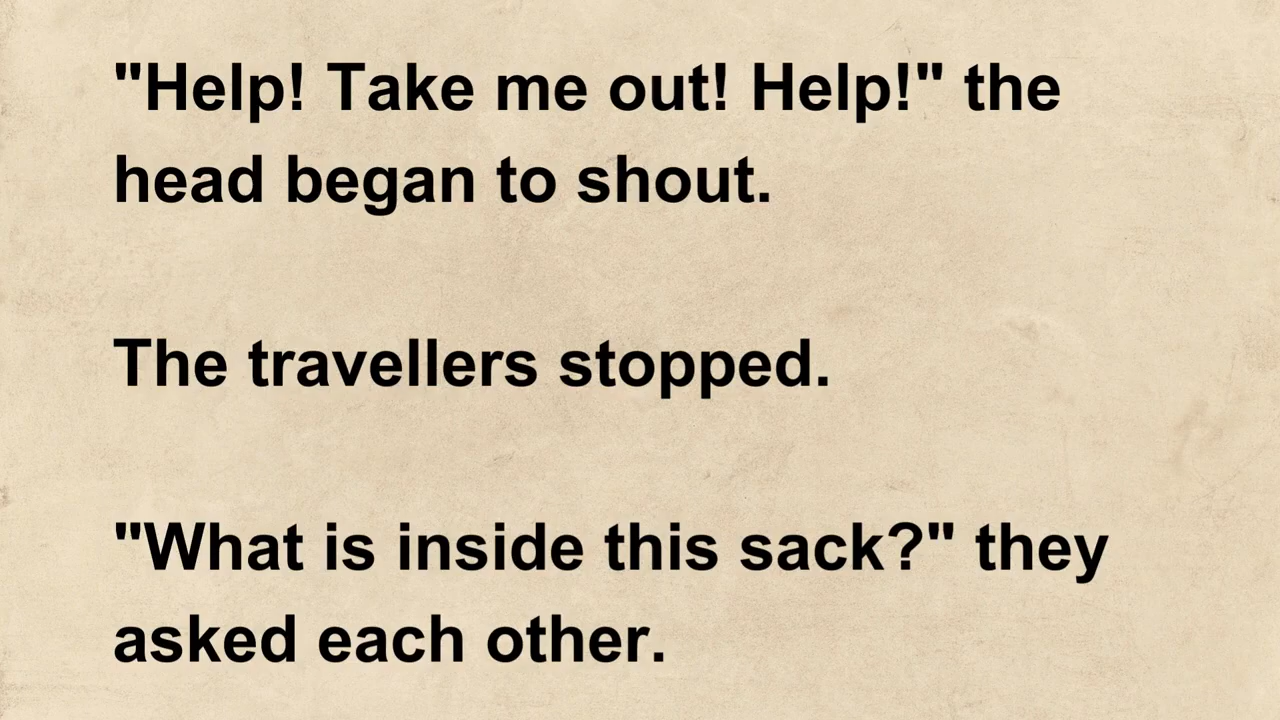 "Help! Take me out! Help!" the
head began to shout.
The travellers stopped.
"What is inside this sack?" they
asked each other.